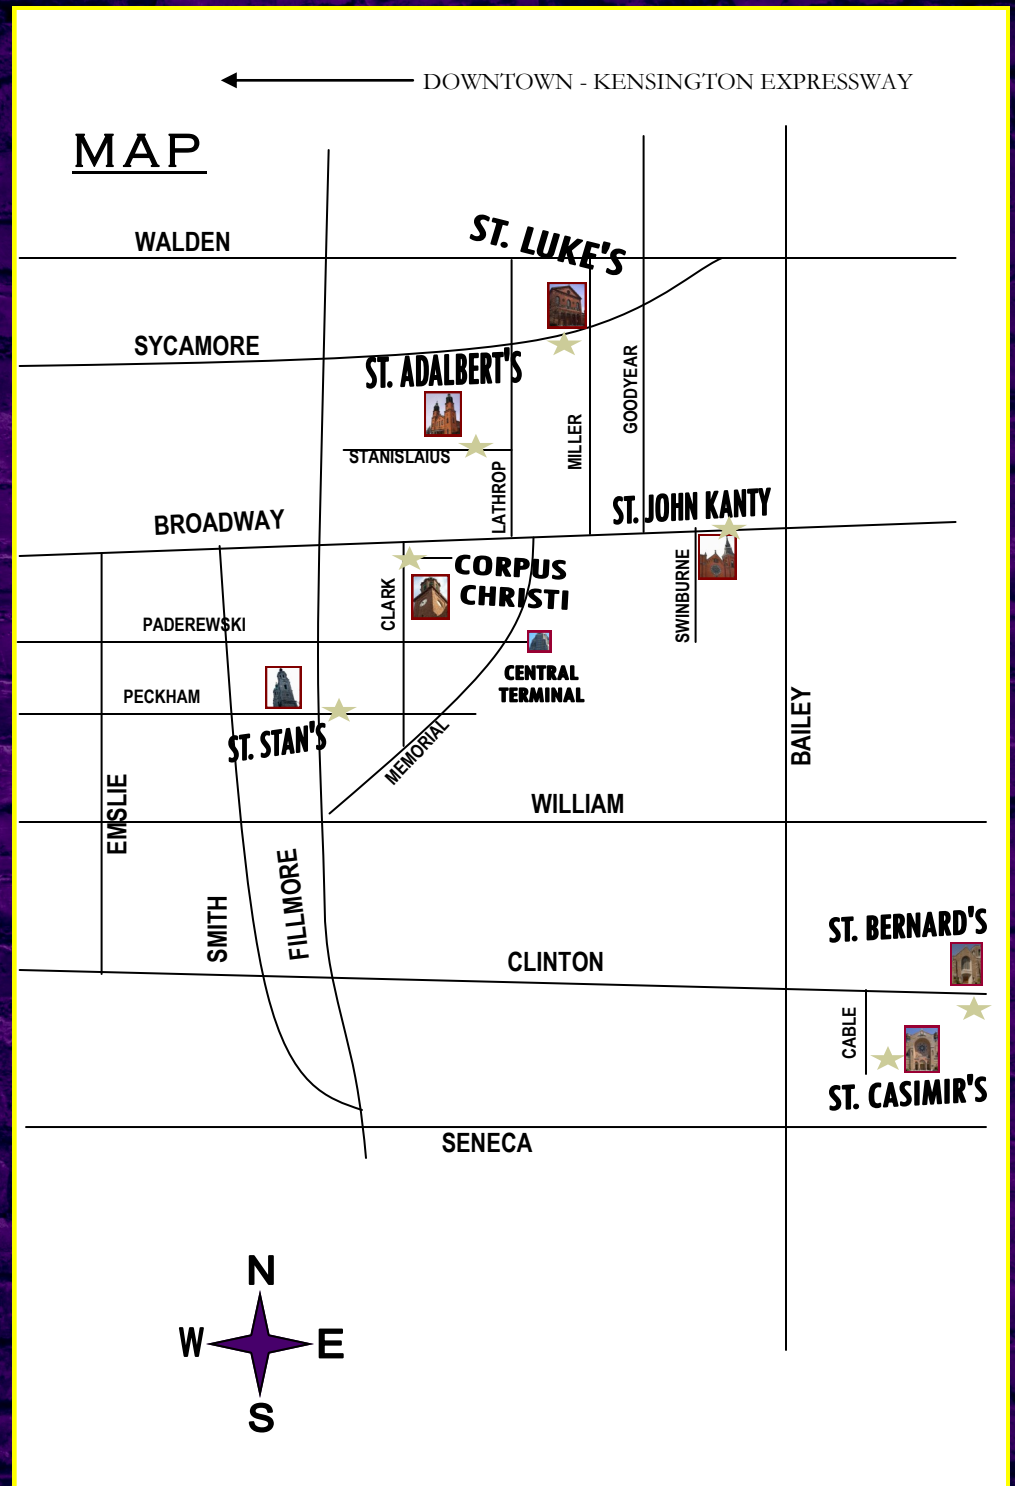 DOWNTOWN - KENSINGTON EXPRESSWAY
MAP
WALDEN
ST. LUKE'S
SYCAMORE
ST. ADALBERT'S
GOODYEAR
MILLER
STANISLAIUS
LATHROP
ST. JOHN KANTY
BROADWAY
CORPUS
CHRISTI
CLARK
SWINBURNE
PADEREWSKI
CENTRAL
TERMINAL
PECKHAM
ST. STAN'S
MEMORIAL
BAILEY
WILLIAM
EMSLIE
SMITH
FILLMORE
ST. BERNARD'S
CLINTON
CABLE
ST. CASIMIR'S
SENECA
N
W
E
S